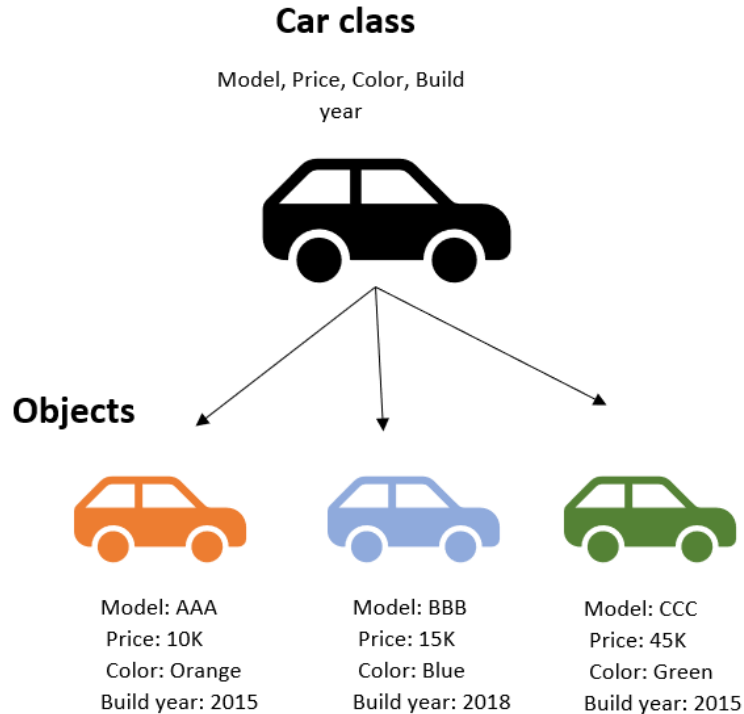 Car class
Model, Price, Color, Build
year
Objects
Model: AAA
Price: 10K
Color: Orange
Build year: 2015
Model: BBB
Price: 15K
Color: Blue
Build year: 2018
Model: CCC
Price: 45K
Color: Green
Build year: 2015